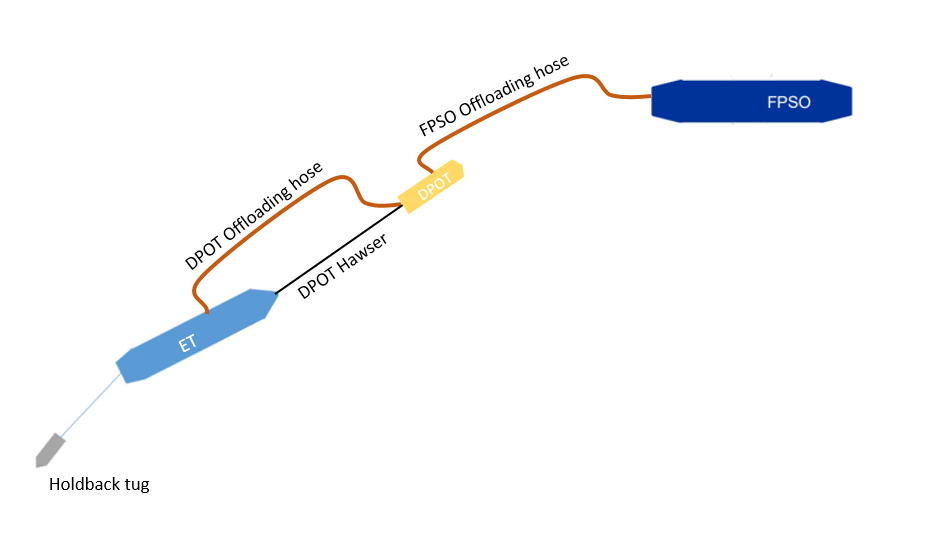 FPSO Offloading hose
FPSO
DPOT
DPOT Offloading hose
DPOT Hawser
ET
Holdback tug